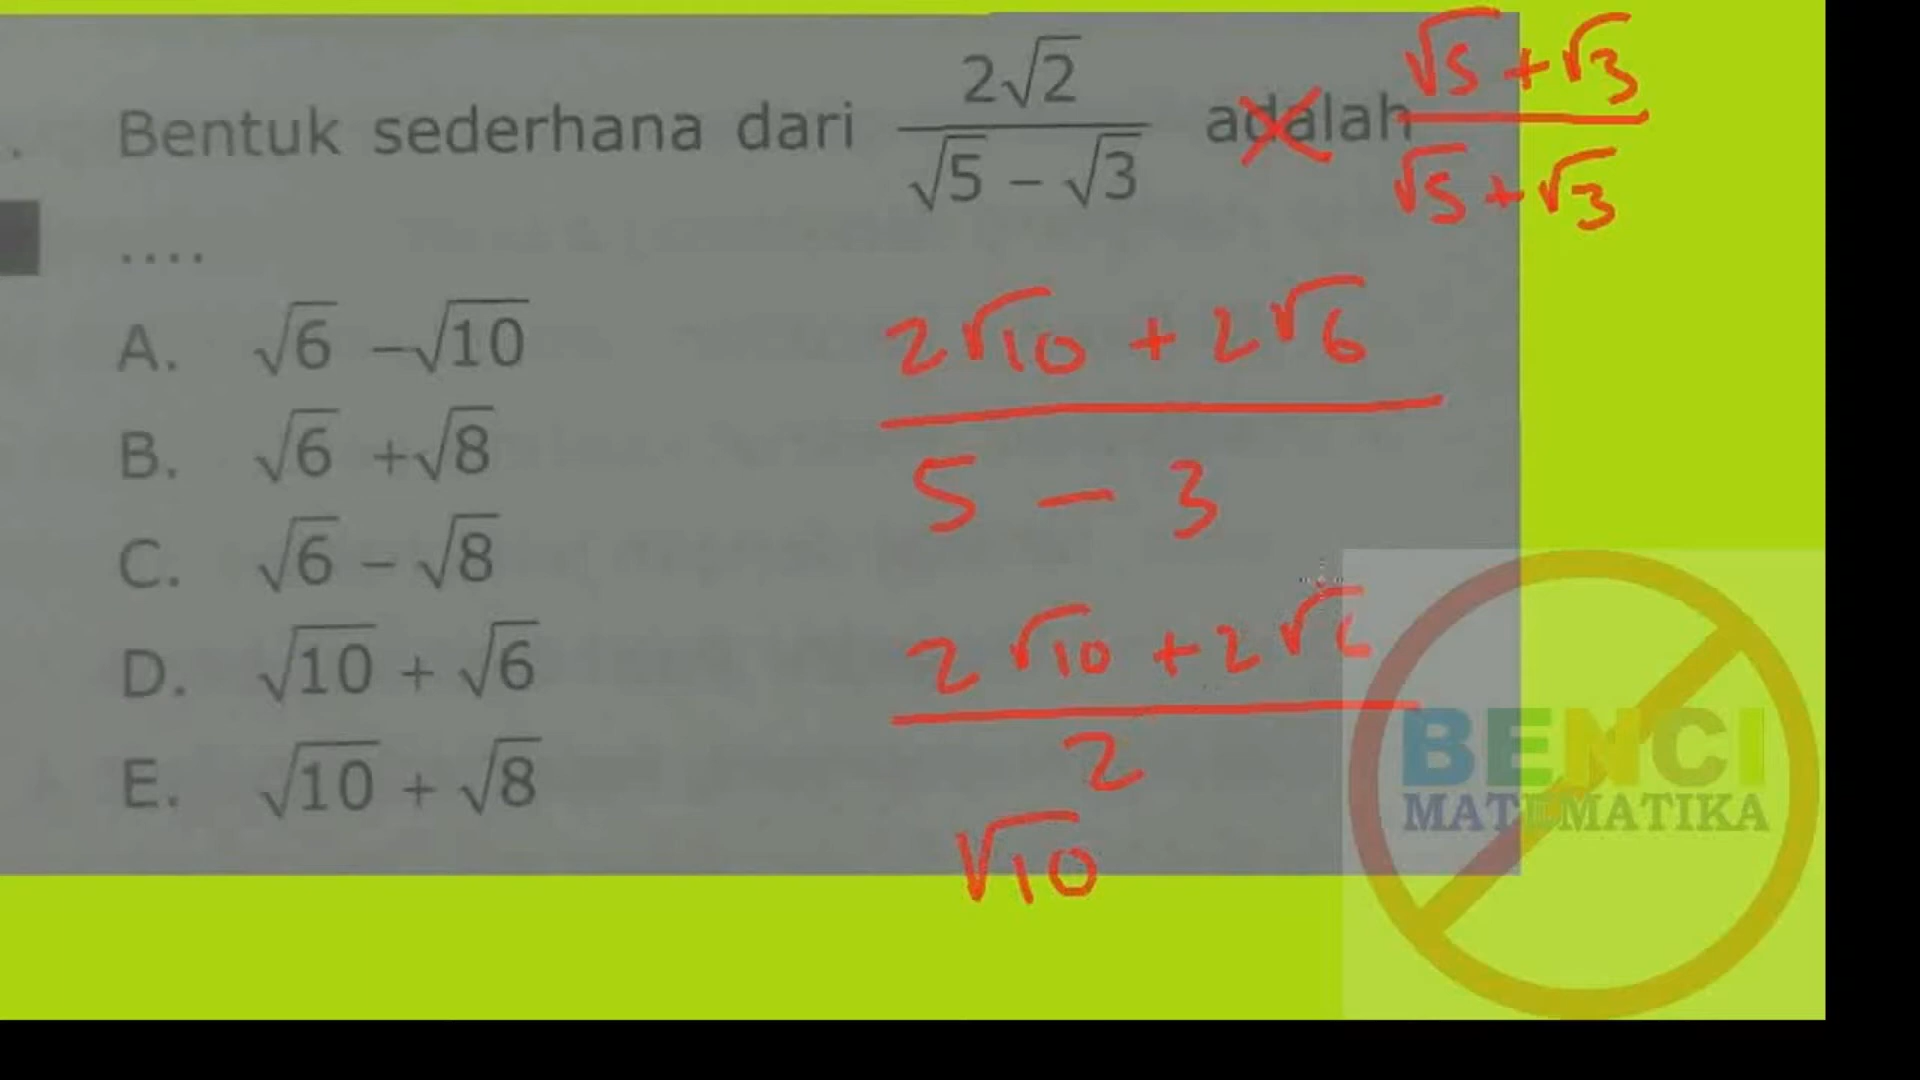 Bentuk sederhana dari 2√2 / √5 − √3 adalah
....
A. √6 −√10
B. √6 +√8
C. √6 − √8
D. √10 + √6
E. √10 + √8
× √5 + √3 / √5 + √3
2√10 + 2√6
5 − 3
2√10 + 2√6
2
√10
BENCI
MATEMATIKA